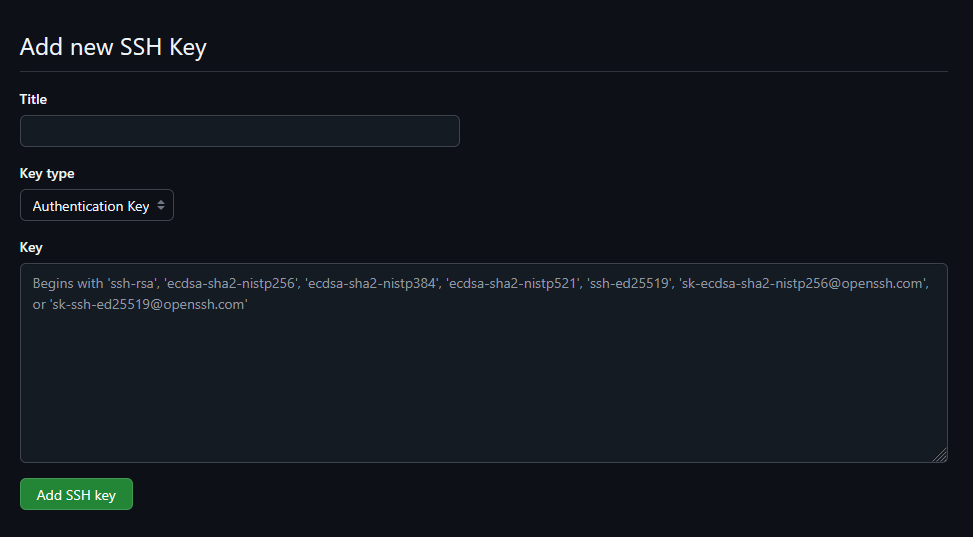 Add new SSH Key
Title
Key type
Authentication Key
Key
Begins with 'ssh-rsa', 'ecdsa-sha2-nistp256', 'ecdsa-sha2-nistp384', 'ecdsa-sha2-nistp521', 'ssh-ed25519', 'sk-ecdsa-sha2-nistp256@openssh.com',
or 'sk-ssh-ed25519@openssh.com'
Add SSH key